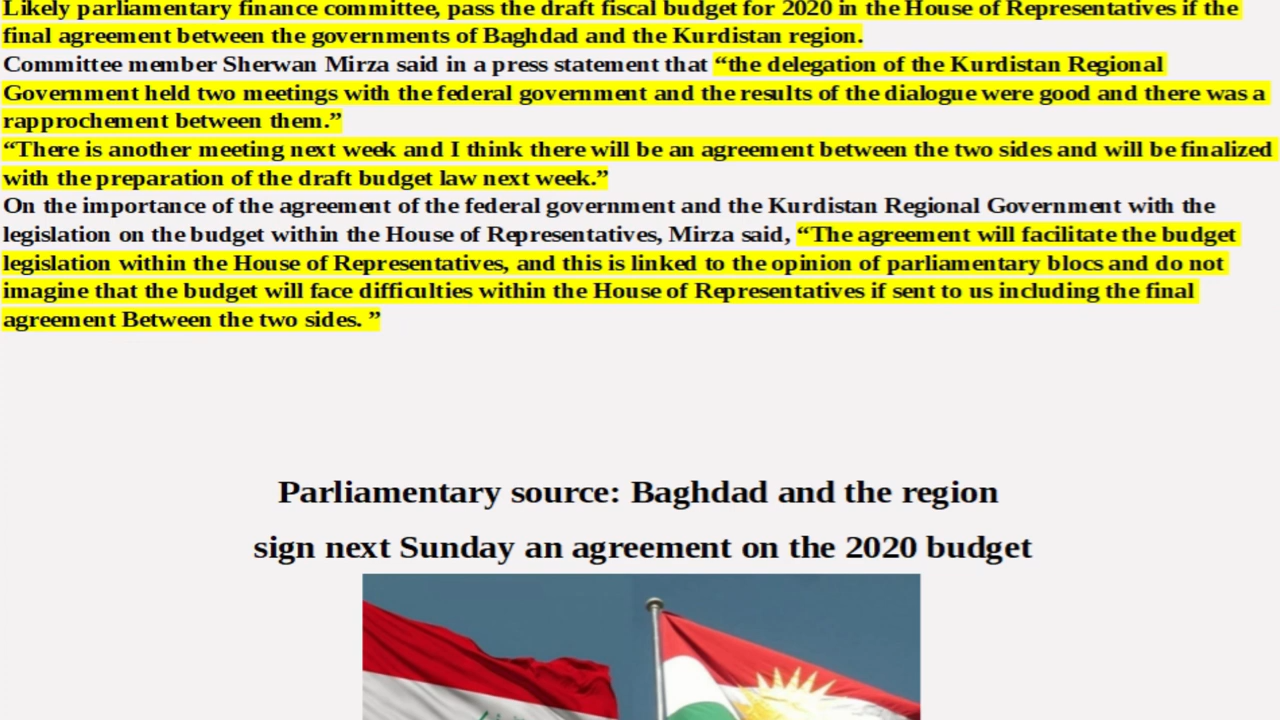 Likely parliamentary finance committee, pass the draft fiscal budget for 2020 in the House of Representatives if the
final agreement between the governments of Baghdad and the Kurdistan region.
Committee member Sherwan Mirza said in a press statement that “the delegation of the Kurdistan Regional
Government held two meetings with the federal government and the results of the dialogue were good and there was a
rapprochement between them.”
“There is another meeting next week and I think there will be an agreement between the two sides and will be finalized
with the preparation of the draft budget law next week.”
On the importance of the agreement of the federal government and the Kurdistan Regional Government with the
legislation on the budget within the House of Representatives, Mirza said, “The agreement will facilitate the budget
legislation within the House of Representatives, and this is linked to the opinion of parliamentary blocs and do not
imagine that the budget will face difficulties within the House of Representatives if sent to us including the final
agreement Between the two sides. ”
Parliamentary source: Baghdad and the region
sign next Sunday an agreement on the 2020 budget